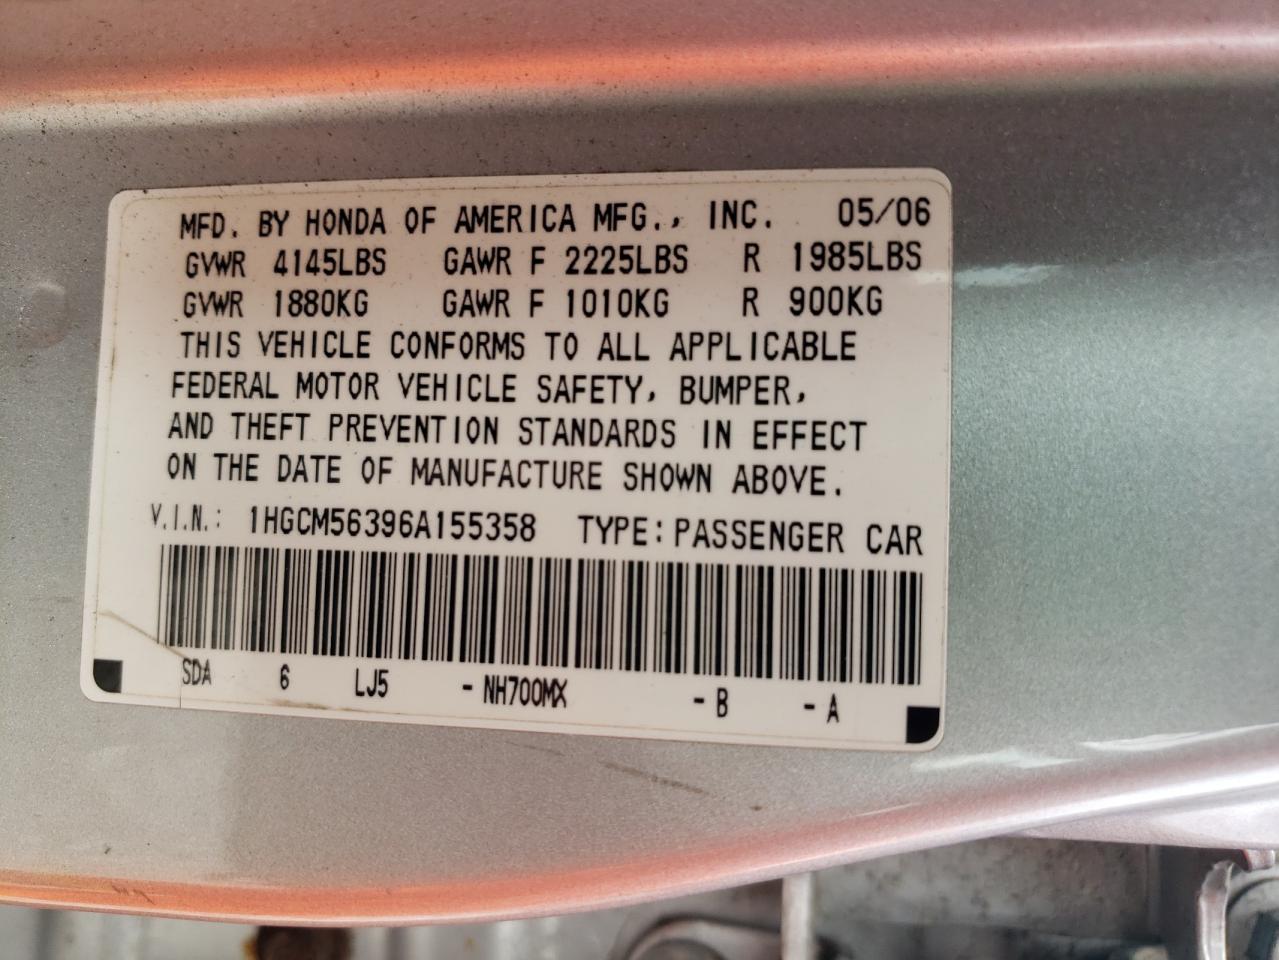 MFD. BY HONDA OF AMERICA MFG., INC. 05/06
GVWR 4145LBS GAWR F 2225LBS R 1985LBS
GVWR 1880KG GAWR F 1010KG R 900KG
THIS VEHICLE CONFORMS TO ALL APPLICABLE
FEDERAL MOTOR VEHICLE SAFETY, BUMPER,
AND THEFT PREVENTION STANDARDS IN EFFECT
ON THE DATE OF MANUFACTURE SHOWN ABOVE.
V.I.N.: 1HGCM56396A155358 TYPE: PASSENGER CAR
SDA 6 LJ5 - NH700MX - B - A